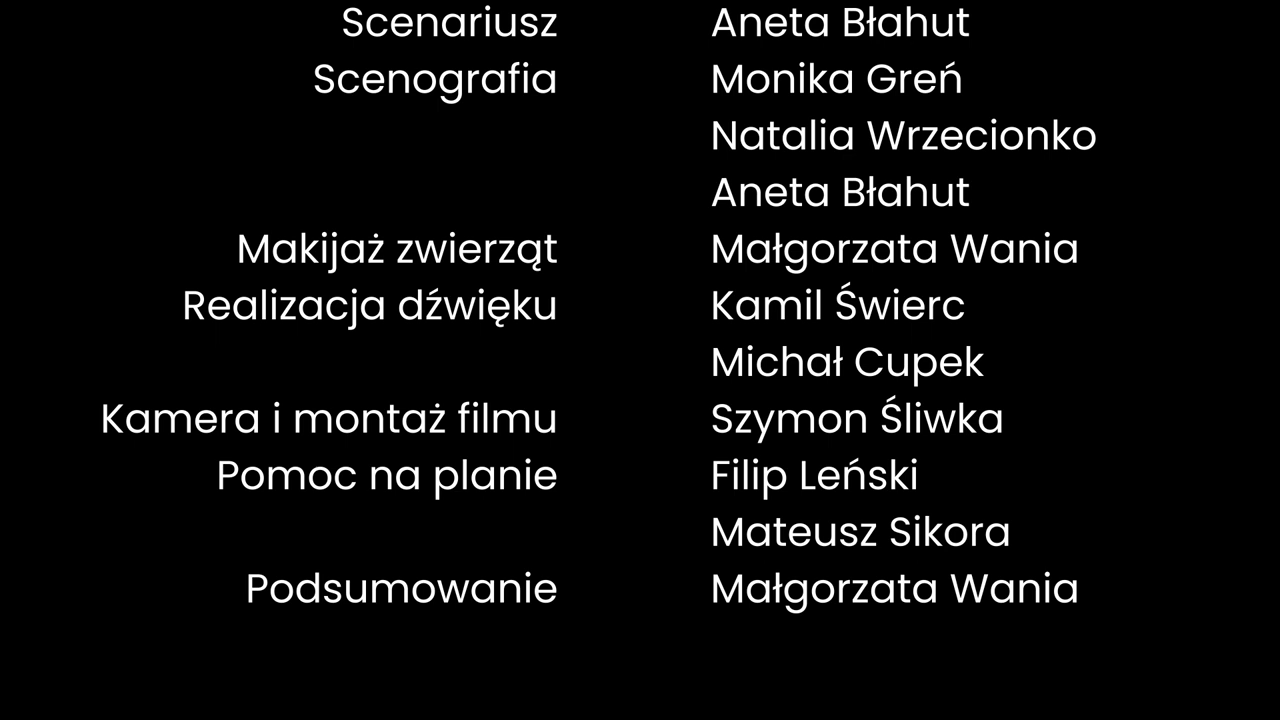 Scenariusz Aneta Błahut
Scenografia Monika Greń
Natalia Wrzecionko
Aneta Błahut
Makijaż zwierząt Małgorzata Wania
Realizacja dźwięku Kamil Świerc
Michał Cupek
Kamera i montaż filmu Szymon Śliwka
Pomoc na planie Filip Leński
Mateusz Sikora
Podsumowanie Małgorzata Wania